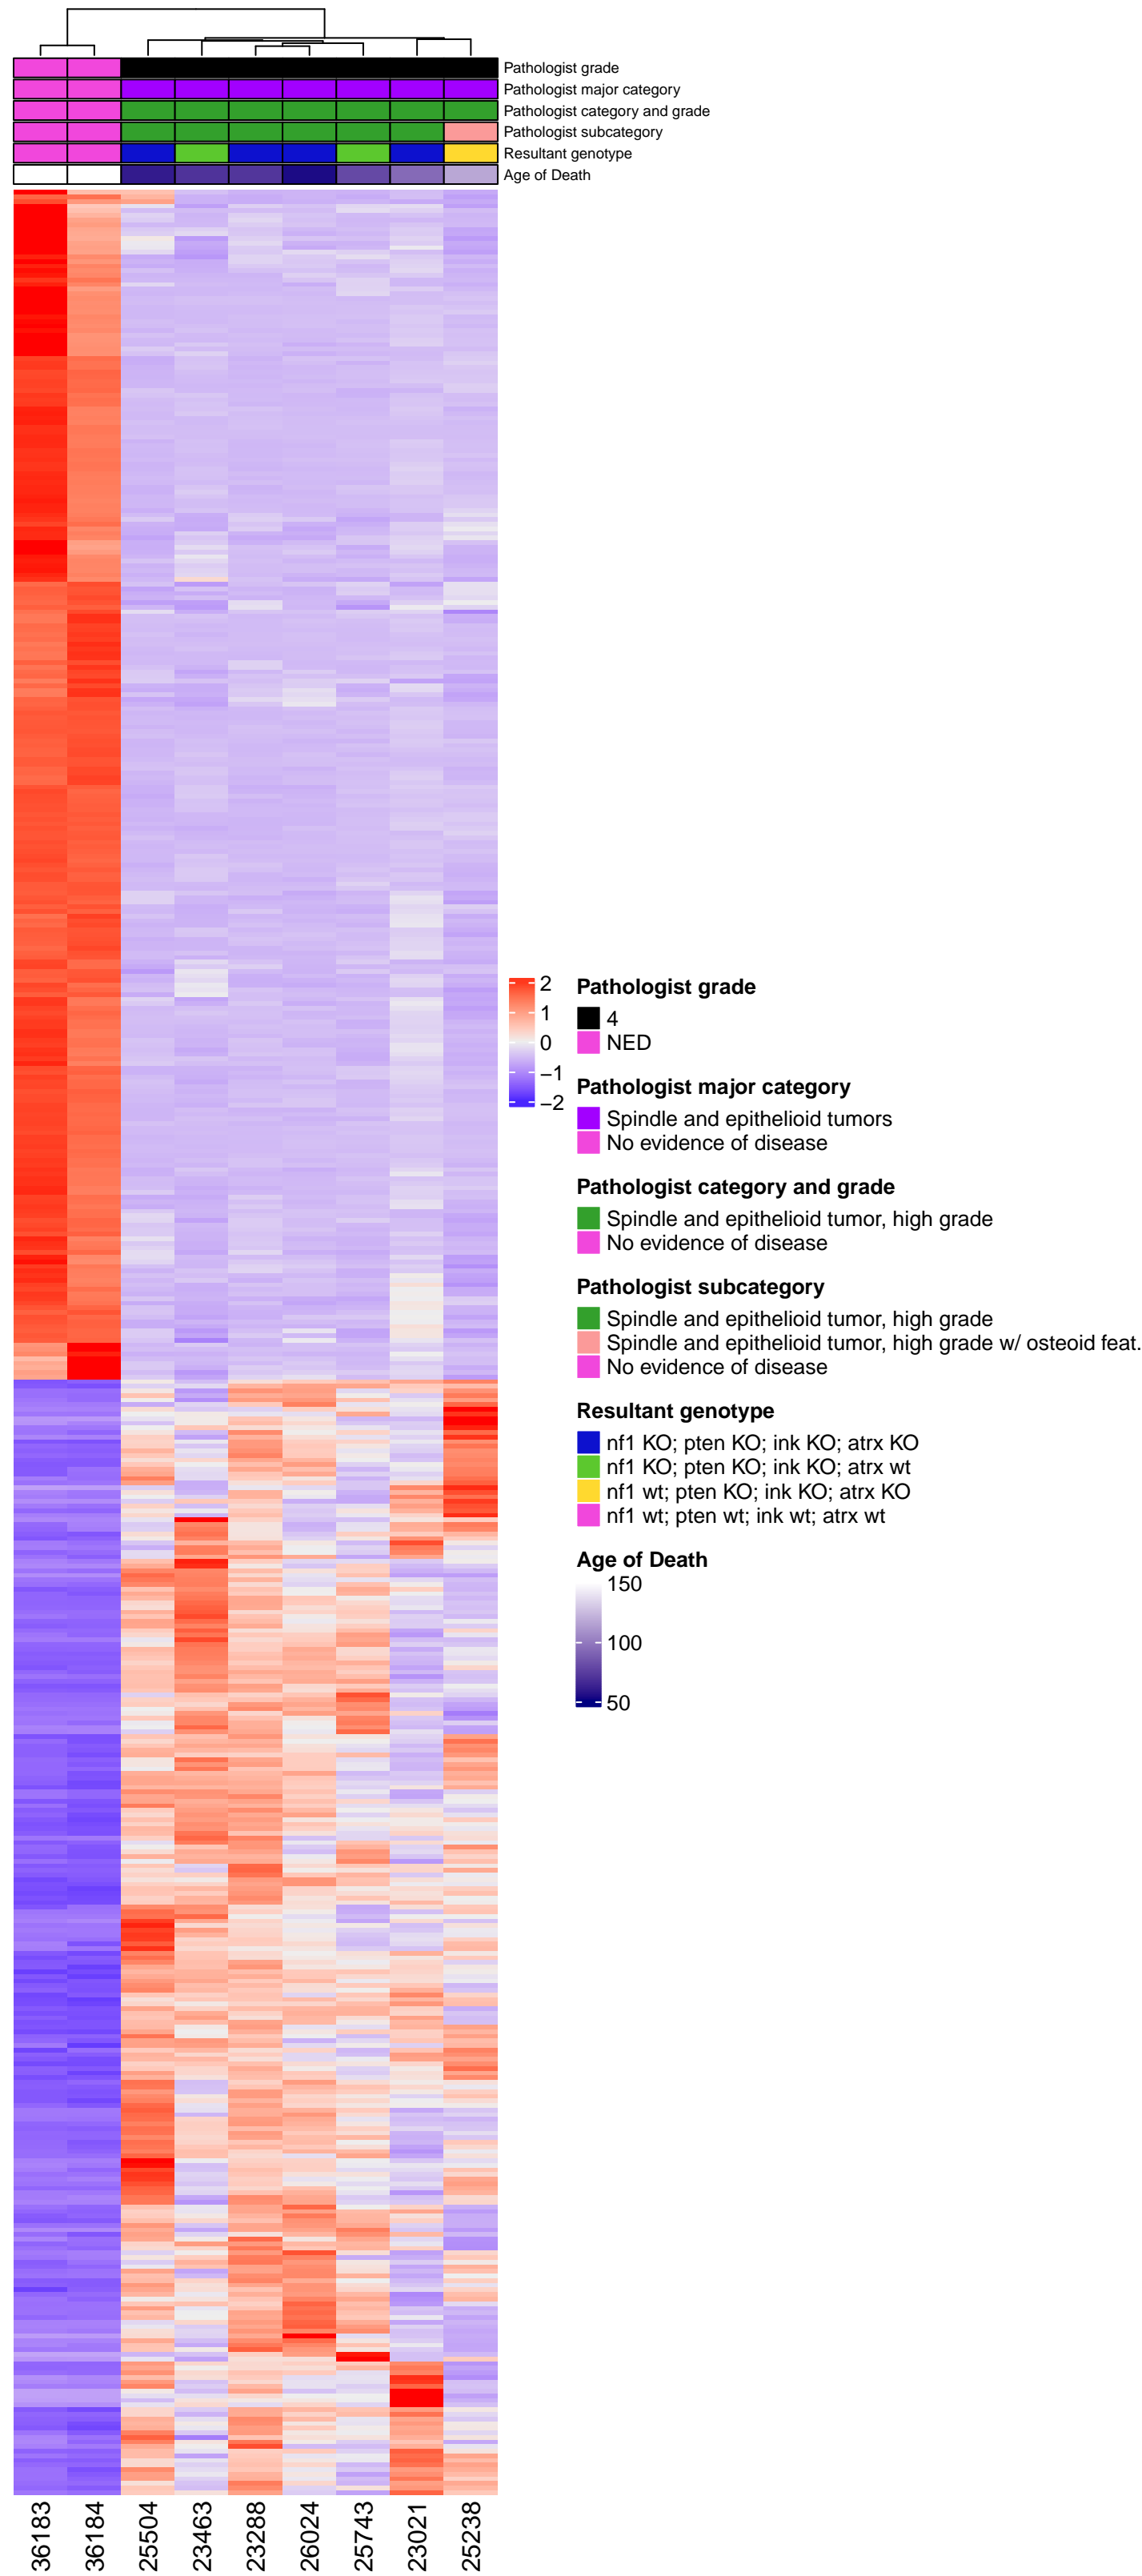 Pathologist grade
Pathologist major category
Pathologist category and grade
Pathologist subcategory
Resultant genotype
Age of Death
2
1
0
−1
−2
Pathologist grade
4
NED
Pathologist major category
Spindle and epithelioid tumors
No evidence of disease
Pathologist category and grade
Spindle and epithelioid tumor, high grade
No evidence of disease
Pathologist subcategory
Spindle and epithelioid tumor, high grade
Spindle and epithelioid tumor, high grade w/ osteoid feat.
No evidence of disease
Resultant genotype
nf1 KO; pten KO; ink KO; atrx KO
nf1 KO; pten KO; ink KO; atrx wt
nf1 wt; pten KO; ink KO; atrx KO
nf1 wt; pten wt; ink wt; atrx wt
Age of Death
150
100
50
36183
36184
25504
23463
23288
26024
25743
23021
25238